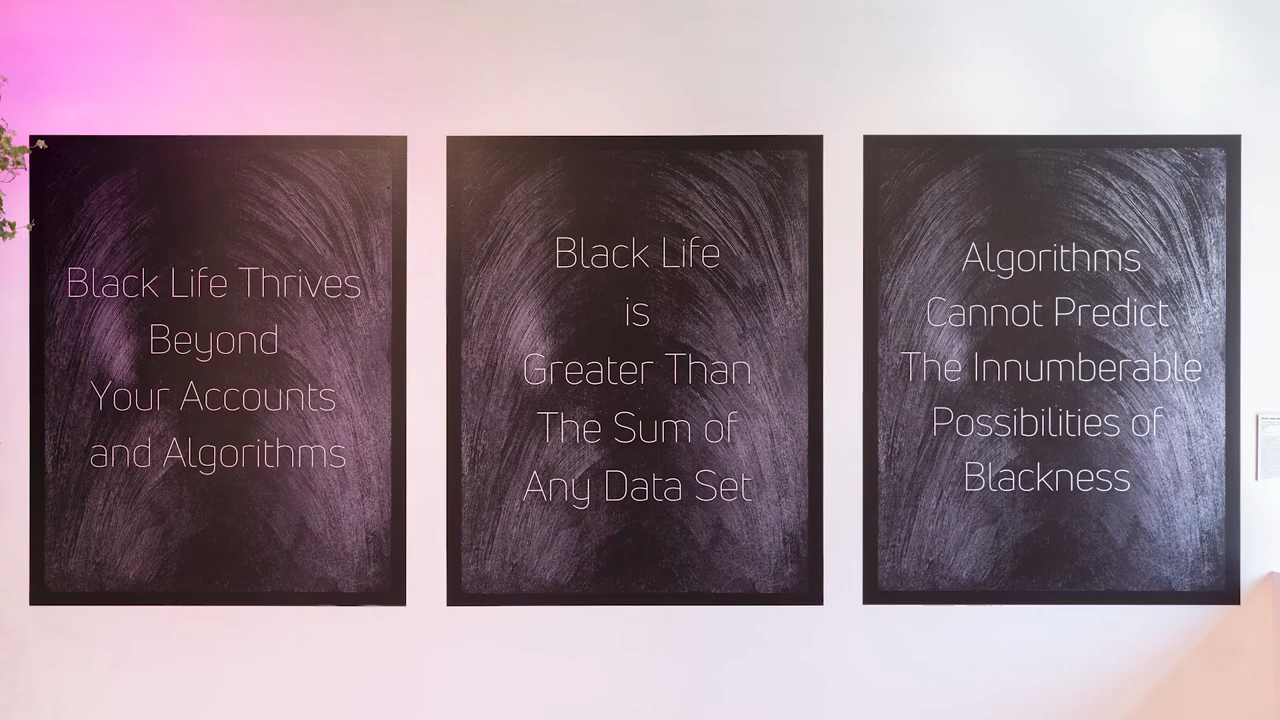 Black Life Thrives
Beyond
Your Accounts
and Algorithms
Black Life
is
Greater Than
The Sum of
Any Data Set
Algorithms
Cannot Predict
The Innumberable
Possibilities of
Blackness